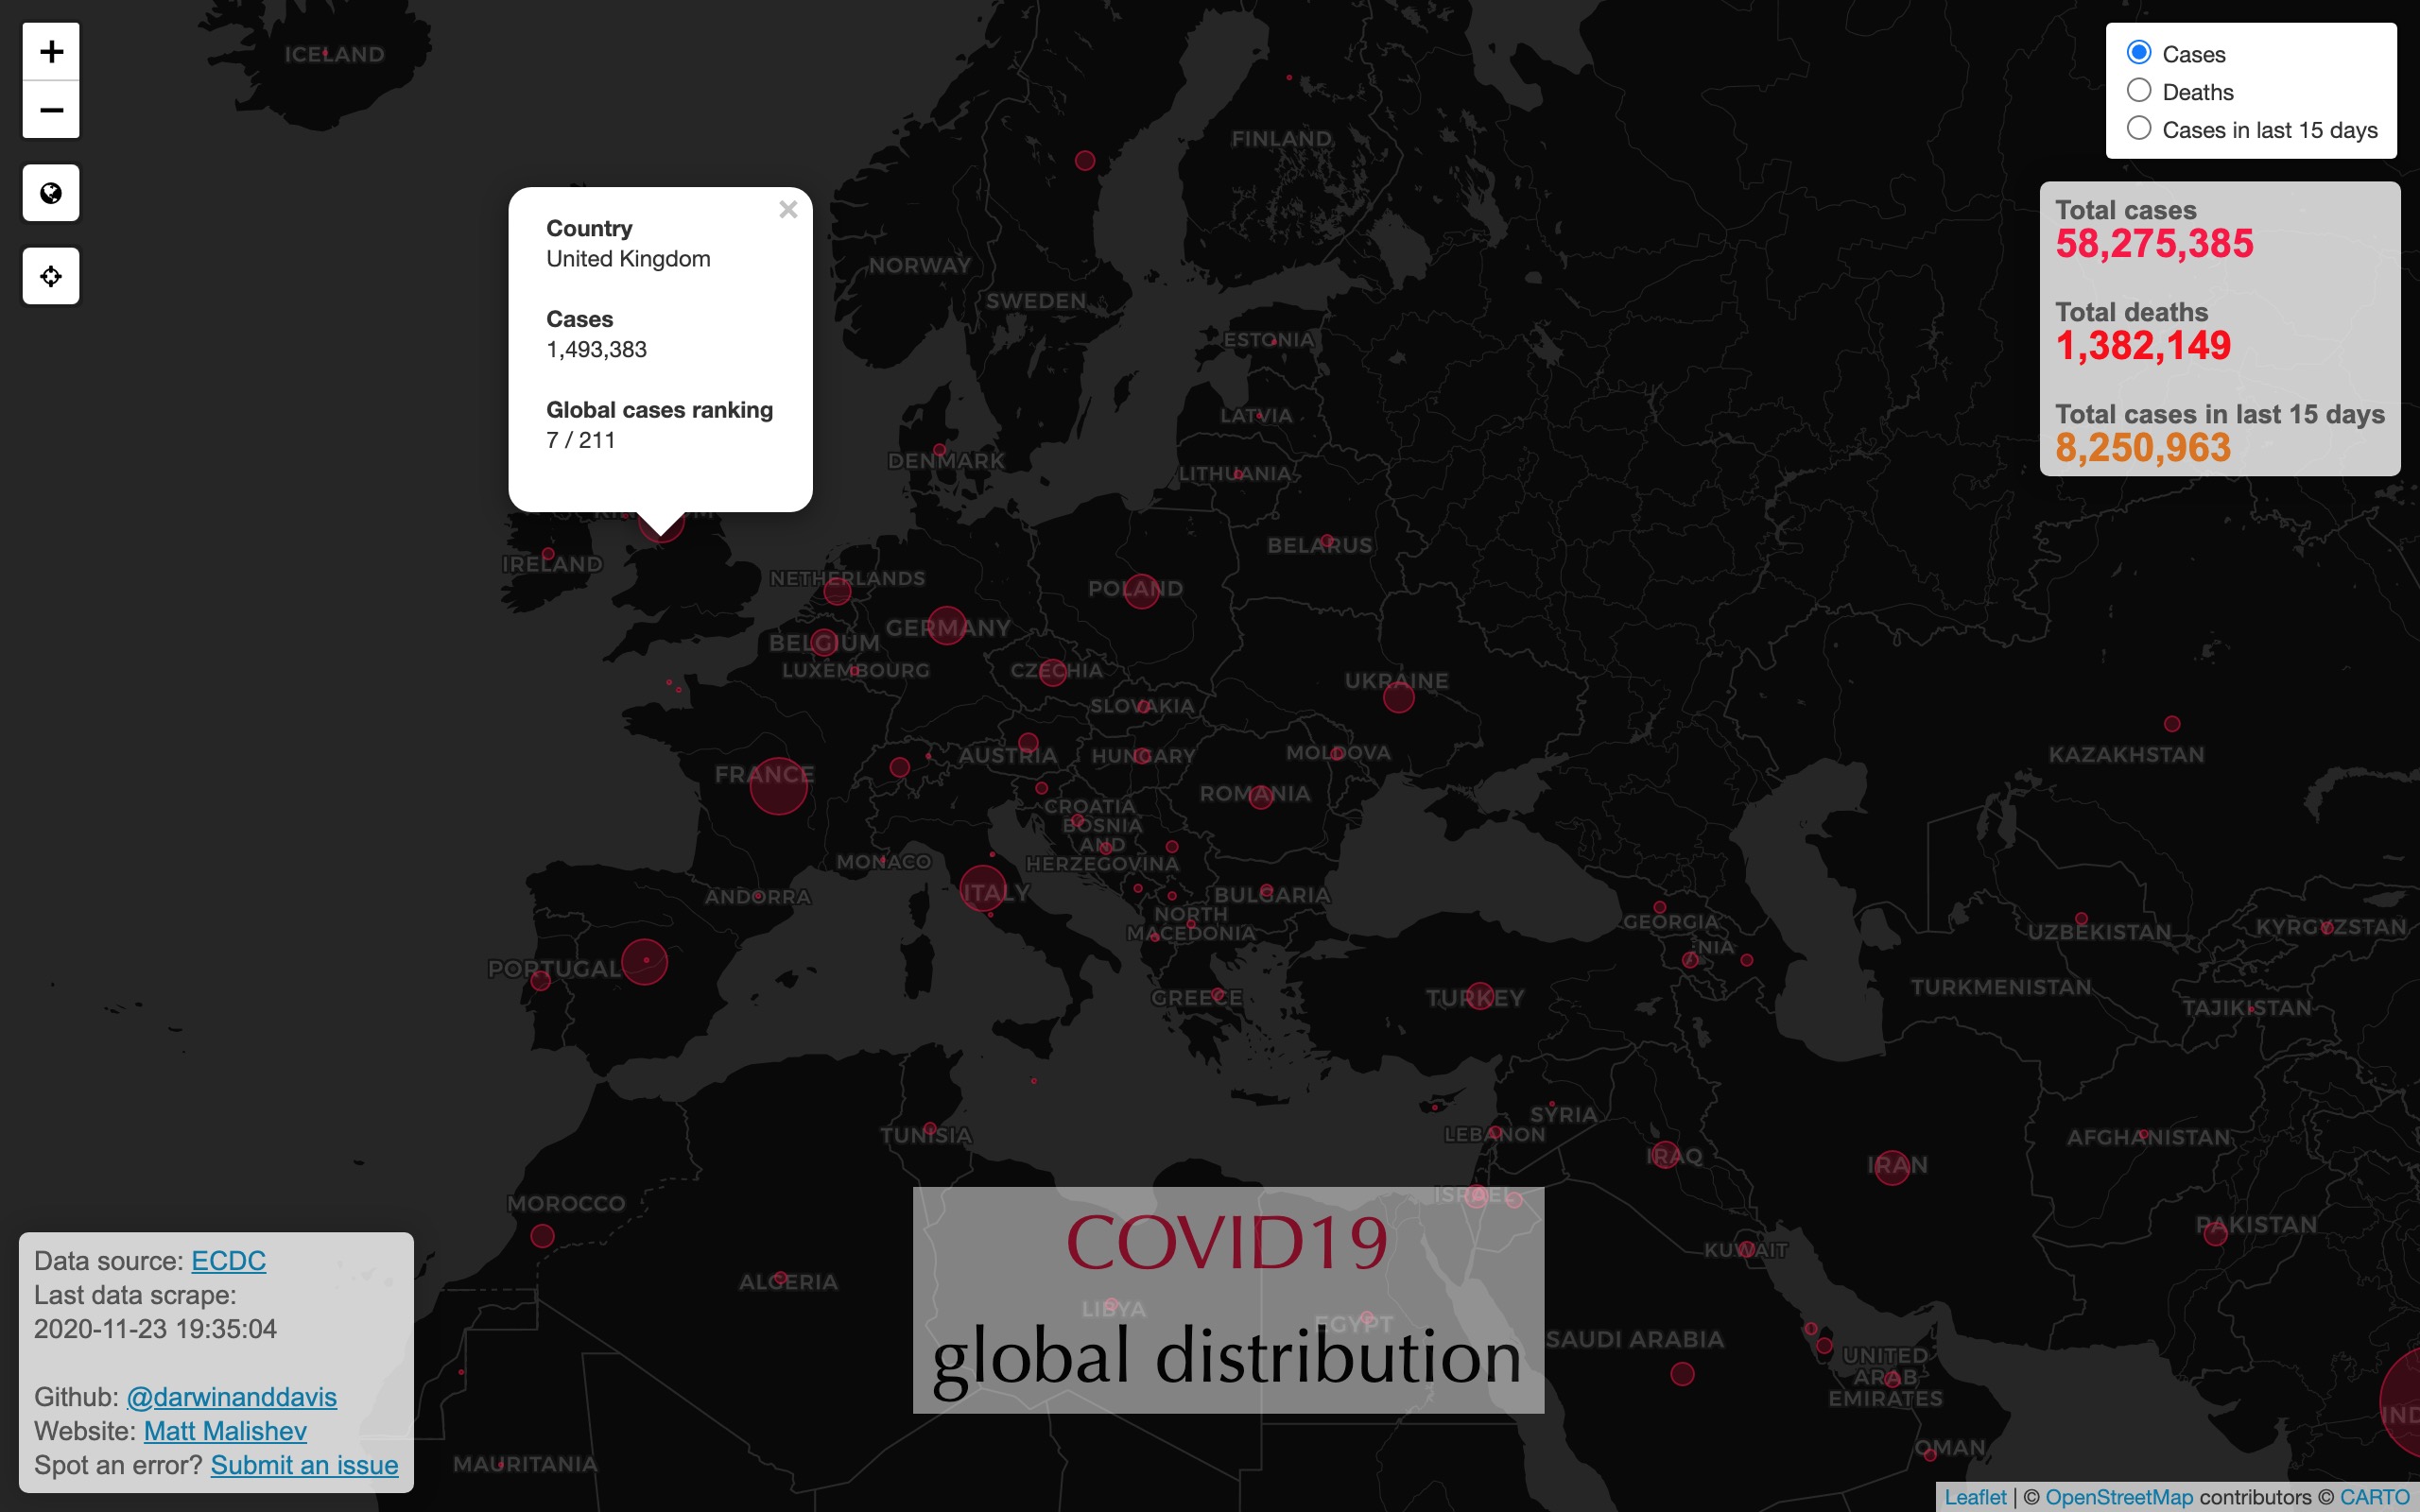 +
−
Cases
Deaths
Cases in last 15 days
Total cases
58,275,385
Total deaths
1,382,149
Total cases in last 15 days
8,250,963
×
Country
United Kingdom
Cases
1,493,383
Global cases ranking
7 / 211
ICELAND
FINLAND
NORWAY
SWEDEN
ESTONIA
LATVIA
DENMARK
LITHUANIA
BELARUS
IRELAND
NETHERLANDS
POLAND
BELGIUM
GERMANY
LUXEMBOURG
CZECHIA
UKRAINE
SLOVAKIA
AUSTRIA
HUNGARY
MOLDOVA
KAZAKHSTAN
FRANCE
ROMANIA
CROATIA
BOSNIA
AND
HERZEGOVINA
MONACO
ANDORRA
ITALY
BULGARIA
NORTH
MACEDONIA
GEORGIA
NIA
UZBEKISTAN
KYRGYZSTAN
PORTUGAL
GREECE
TURKEY
TURKMENISTAN
TAJIKISTAN
SYRIA
LEBANON
TUNISIA
IRAQ
IRAN
AFGHANISTAN
ISRAEL
MOROCCO
PAKISTAN
KUWAIT
ALGERIA
LIBYA
EGYPT
SAUDI ARABIA
UNITED
ARAB
EMIRATES
OMAN
MAURITANIA
IND
COVID19
global distribution
Data source: ECDC
Last data scrape:
2020-11-23 19:35:04
Github: @darwinanddavis
Website: Matt Malishev
Spot an error? Submit an issue
Leaflet | © OpenStreetMap contributors © CARTO